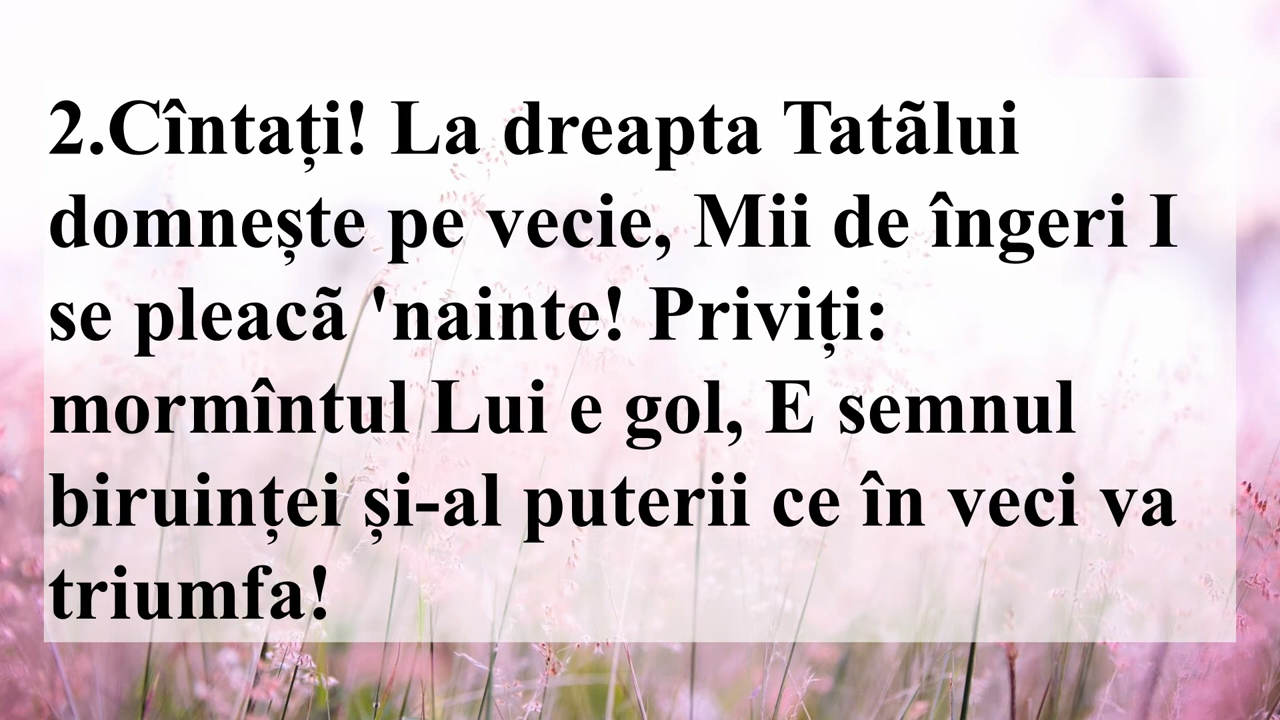 2.Cîntați! La dreapta Tatãlui
domnește pe vecie, Mii de îngeri I
se pleacã 'nainte! Priviți:
mormîntul Lui e gol, E semnul
biruinței și-al puterii ce în veci va
triumfa!